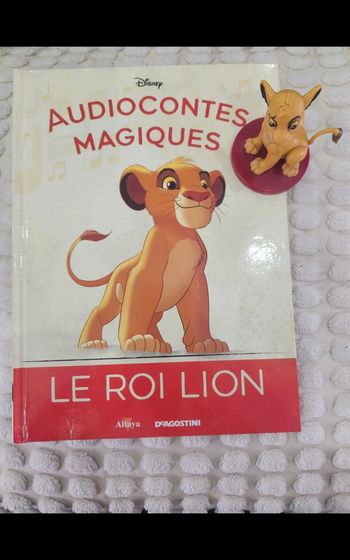 Disney
AUDIOCONTES
MAGIQUES
LE ROI LION
Altaya DeAGOSTINI